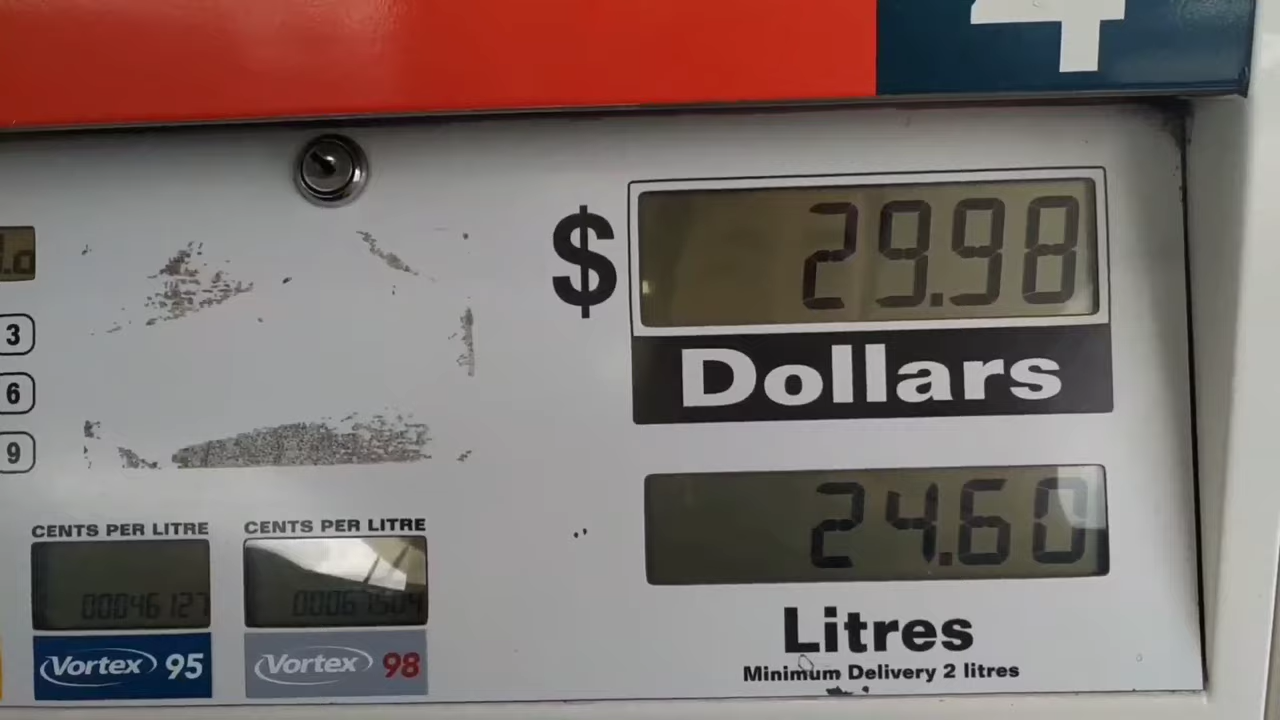 4
$ 29.98
Dollars
3
6
9
24.60
Litres
Minimum Delivery 2 litres
CENTS PER LITRE
CENTS PER LITRE
00046127
Vortex 95
Vortex 98